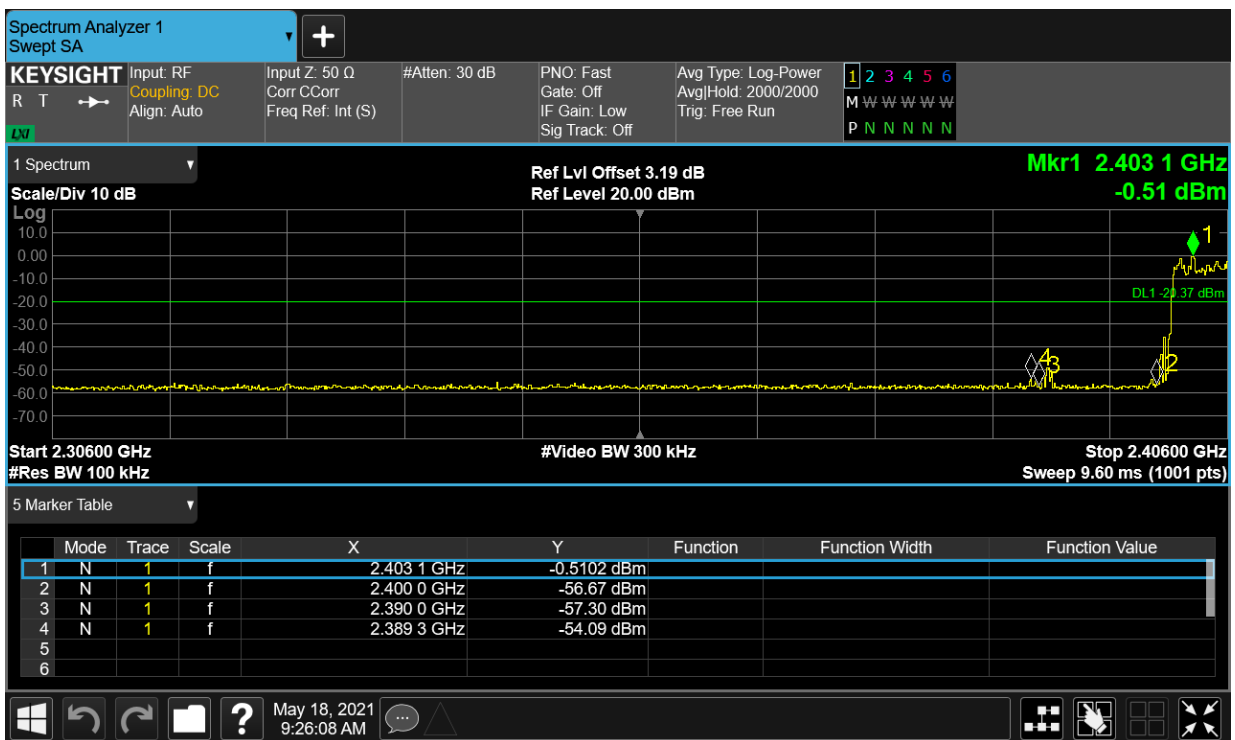 Spectrum Analyzer 1
Swept SA
+
KEYSIGHT
R T
LXI
Input: RF
Coupling: DC
Align: Auto
Input Z: 50 Ω
Corr CCorr
Freq Ref: Int (S)
#Atten: 30 dB
PNO: Fast
Gate: Off
IF Gain: Low
Sig Track: Off
Avg Type: Log-Power
Avg|Hold: 2000/2000
Trig: Free Run
1 2 3 4 5 6
M W W W W W
P N N N N N
1 Spectrum
Scale/Div 10 dB
Ref Lvl Offset 3.19 dB
Ref Level 20.00 dBm
Mkr1 2.403 1 GHz
-0.51 dBm
Log
10.0
0.00
-10.0
-20.0
-30.0
-40.0
-50.0
-60.0
-70.0
1
DL1 -20.37 dBm
4
3
2
Start 2.30600 GHz
#Video BW 300 kHz
Stop 2.40600 GHz
#Res BW 100 kHz
Sweep 9.60 ms (1001 pts)
5 Marker Table
Mode Trace Scale X Y Function Function Width Function Value
1 N 1 f 2.403 1 GHz -0.5102 dBm
2 N 1 f 2.400 0 GHz -56.67 dBm
3 N 1 f 2.390 0 GHz -57.30 dBm
4 N 1 f 2.389 3 GHz -54.09 dBm
5
6
?
May 18, 2021
9:26:08 AM